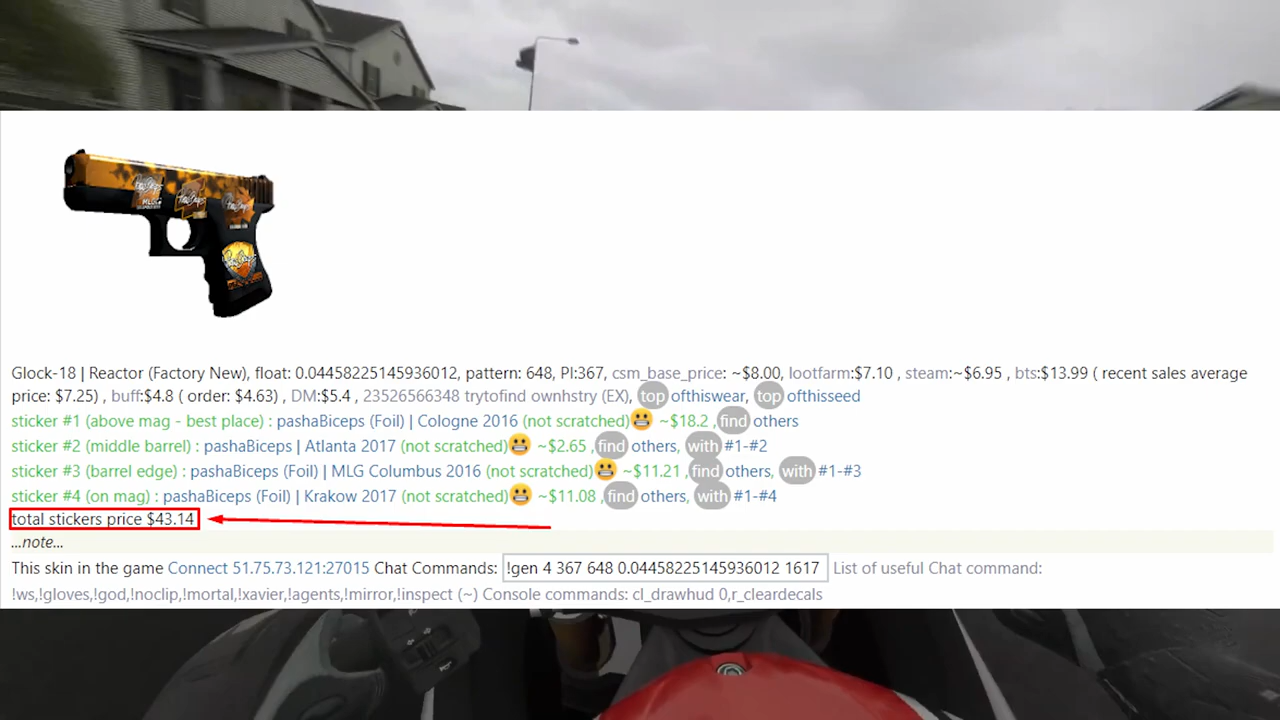 Glock-18 | Reactor (Factory New), float: 0.04458225145936012, pattern: 648, PI:367, csm_base_price: ~$8.00, lootfarm:$7.10 , steam:~$6.95 , bts:$13.99 ( recent sales average
price: $7.25) , buff:$4.8 ( order: $4.63) , DM:$5.4 , 23526566348 trytofind ownhstry (EX), top ofthiswear, top ofthisseed
sticker #1 (above mag - best place) : pashaBiceps (Foil) | Cologne 2016 (not scratched)😬 ~$18.2 ,find others
sticker #2 (middle barrel) : pashaBiceps | Atlanta 2017 (not scratched)😬 ~$2.65 ,find others, with #1-#2
sticker #3 (barrel edge) : pashaBiceps (Foil) | MLG Columbus 2016 (not scratched)😬 ~$11.21 ,find others, with #1-#3
sticker #4 (on mag) : pashaBiceps (Foil) | Krakow 2017 (not scratched)😬 ~$11.08 ,find others, with #1-#4
total stickers price $43.14
...note...
This skin in the game Connect 51.75.73.121:27015 Chat Commands: !gen 4 367 648 0.04458225145936012 1617 List of useful Chat command:
!ws,!gloves,!god,!noclip,!mortal,!xavier,!agents,!mirror,!inspect (~) Console commands: cl_drawhud 0,r_cleardecals